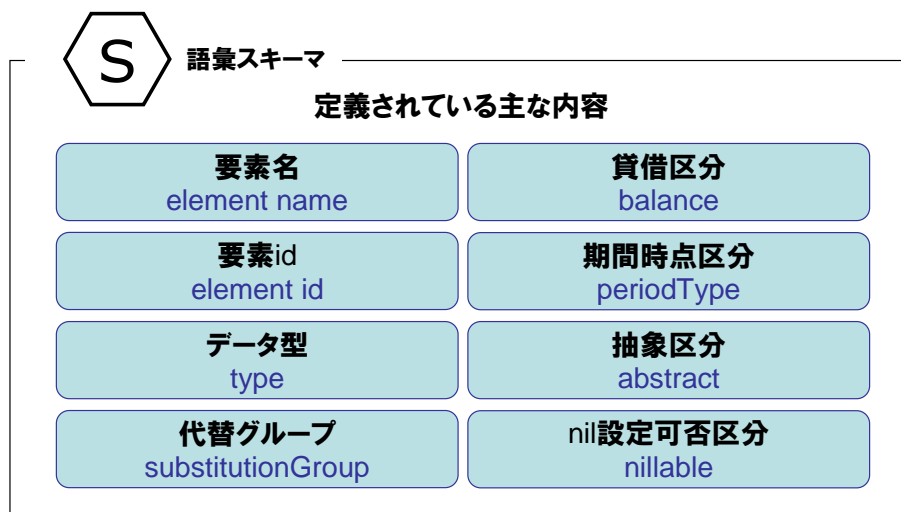 S 語彙スキーマ
定義されている主な内容
要素名
element name
貸借区分
balance
要素id
element id
期間時点区分
periodType
データ型
type
抽象区分
abstract
代替グループ
substitutionGroup
nil設定可否区分
nillable